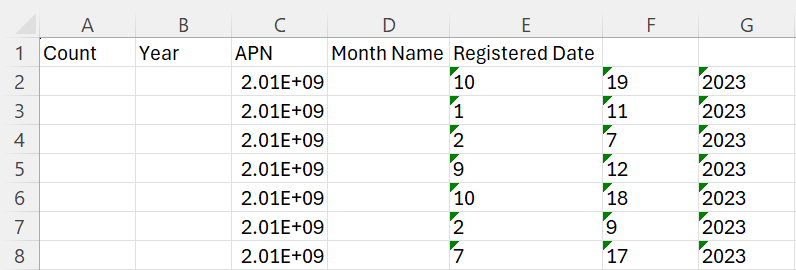 A B C D E F G
1 Count Year APN Month Name Registered Date
2 2.01E+09 10 19 2023
3 2.01E+09 1 11 2023
4 2.01E+09 2 7 2023
5 2.01E+09 9 12 2023
6 2.01E+09 10 18 2023
7 2.01E+09 2 9 2023
8 2.01E+09 7 17 2023